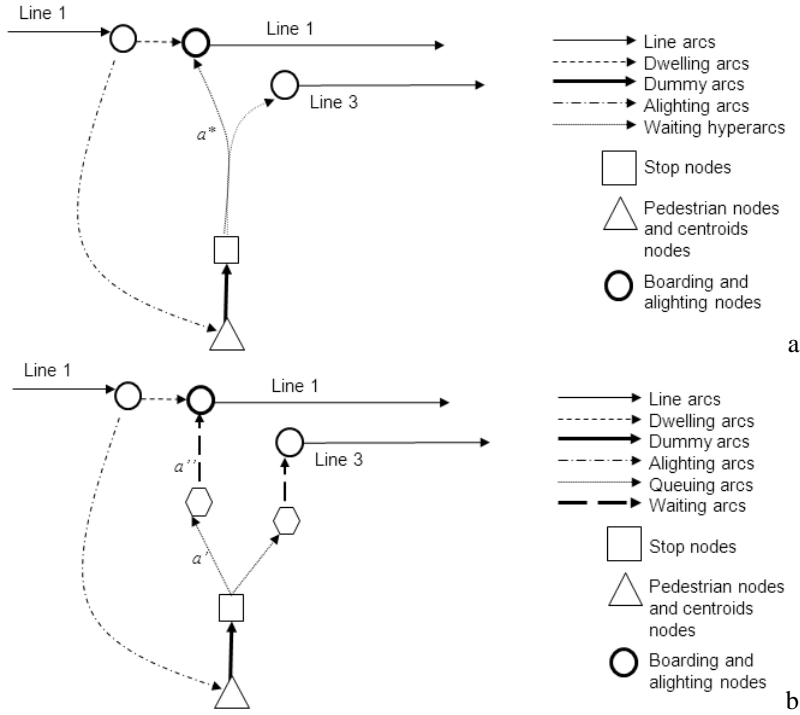 Line 1
Line 1
Line 3
a*
Line arcs
Dwelling arcs
Dummy arcs
Alighting arcs
Waiting hyperarcs
Stop nodes
Pedestrian nodes
and centroids
nodes
Boarding and
alighting nodes
a
Line 1
Line 1
Line 3
a''
a'
Line arcs
Dwelling arcs
Dummy arcs
Alighting arcs
Queuing arcs
Waiting arcs
Stop nodes
Pedestrian nodes
and centroids
nodes
Boarding and
alighting nodes
b